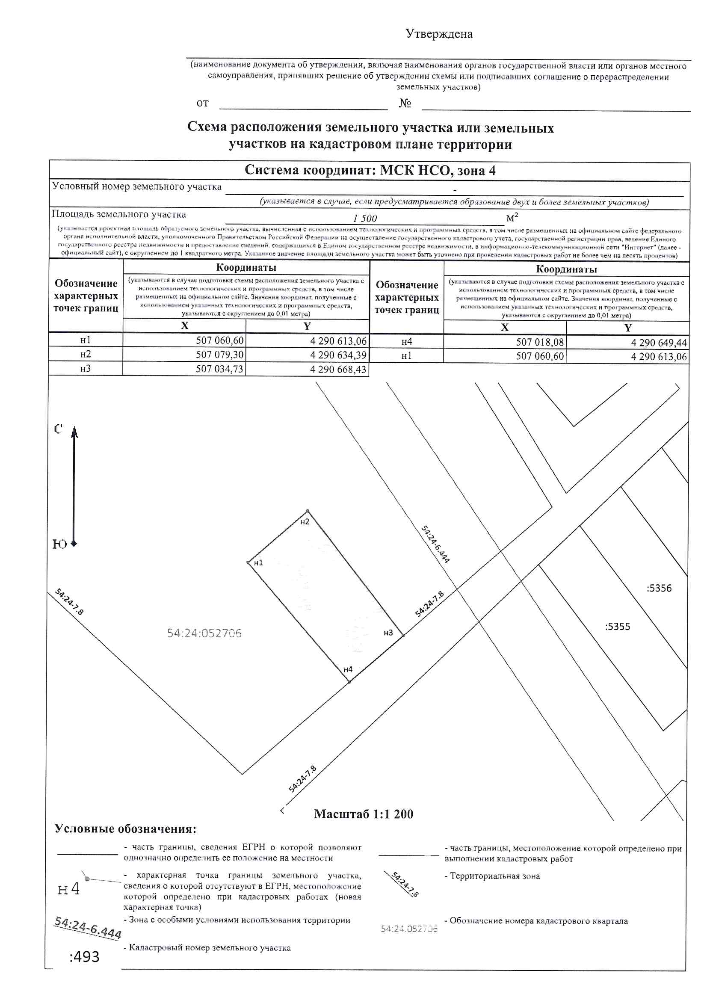 Утверждена
(наименование документа об утверждении, включая наименования органов государственной власти или органов местного
самоуправления, принявших решение об утверждении схемы или подписавших соглашение о перераспределении
земельных участков)
от № 
Схема расположения земельного участка или земельных
участков на кадастровом плане территории
Система координат: МСК НСО, зона 4
Условный номер земельного участка -
(указывается в случае, если предусматривается образование двух и более земельных участков)
Площадь земельного участка 1 500 м²
(указывается проектная площадь образуемого земельного участка, вычисленная с использованием технологических и программных средств, в том числе размещенных на официальном сайте федерального
органа исполнительной власти, уполномоченного Правительством Российской Федерации на осуществление государственного кадастрового учета, государственной регистрации прав, ведение Единого
государственного реестра недвижимости и предоставление сведений, содержащихся в Едином государственном реестре недвижимости, в информационно-телекоммуникационной сети "Интернет" (далее -
официальный сайт), с округлением до 1 квадратного метра. Указанное значение площади земельного участка может быть уточнено при проведении кадастровых работ не более чем на десять процентов)
Обозначение
характерных
точек границ
Координаты
(указываются в случае подготовки схемы расположения земельного участка с
использованием технологических и программных средств, в том числе
размещенных на официальном сайте. Значения координат, полученные с
использованием указанных технологических и программных средств,
указываются с округлением до 0,01 метра)
X Y
Обозначение
характерных
точек границ
Координаты
(указываются в случае подготовки схемы расположения земельного участка с
использованием технологических и программных средств, в том числе
размещенных на официальном сайте. Значения координат, полученные с
использованием указанных технологических и программных средств,
указываются с округлением до 0,01 метра)
X Y
н1 507 060,60 4 290 613,06 н4 507 018,08 4 290 649,44
н2 507 079,30 4 290 634,39 н1 507 060,60 4 290 613,06
н3 507 034,73 4 290 668,43
С
Ю
н2
н1
54:24-6.444
54:24-7.8
54:24-7.8
:5356
:5355
54:24:052706
н3
н4
54:24-7.8
Масштаб 1:1 200
Условные обозначения:
- часть границы, сведения ЕГРН о которой позволяют
однозначно определить ее положение на местности
- часть границы, местоположение которой определено при
выполнении кадастровых работ
н4
- характерная точка границы земельного участка,
сведения о которой отсутствуют в ЕГРН, местоположение
которой определено при кадастровых работах (новая
характерная точка)
54:24-7.8
- Территориальная зона
54:24-6.444
- Зона с особыми условиями использования территории
54:24:052706
- Обозначение номера кадастрового квартала
:493
- Кадастровый номер земельного участка